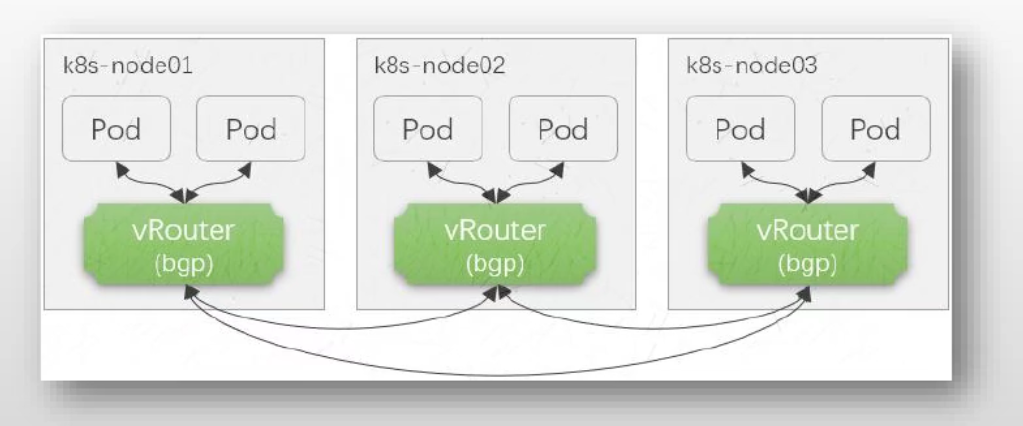 k8s-node01
k8s-node02
k8s-node03
Pod
Pod
Pod
Pod
Pod
Pod
vRouter
(bgp)
vRouter
(bgp)
vRouter
(bgp)